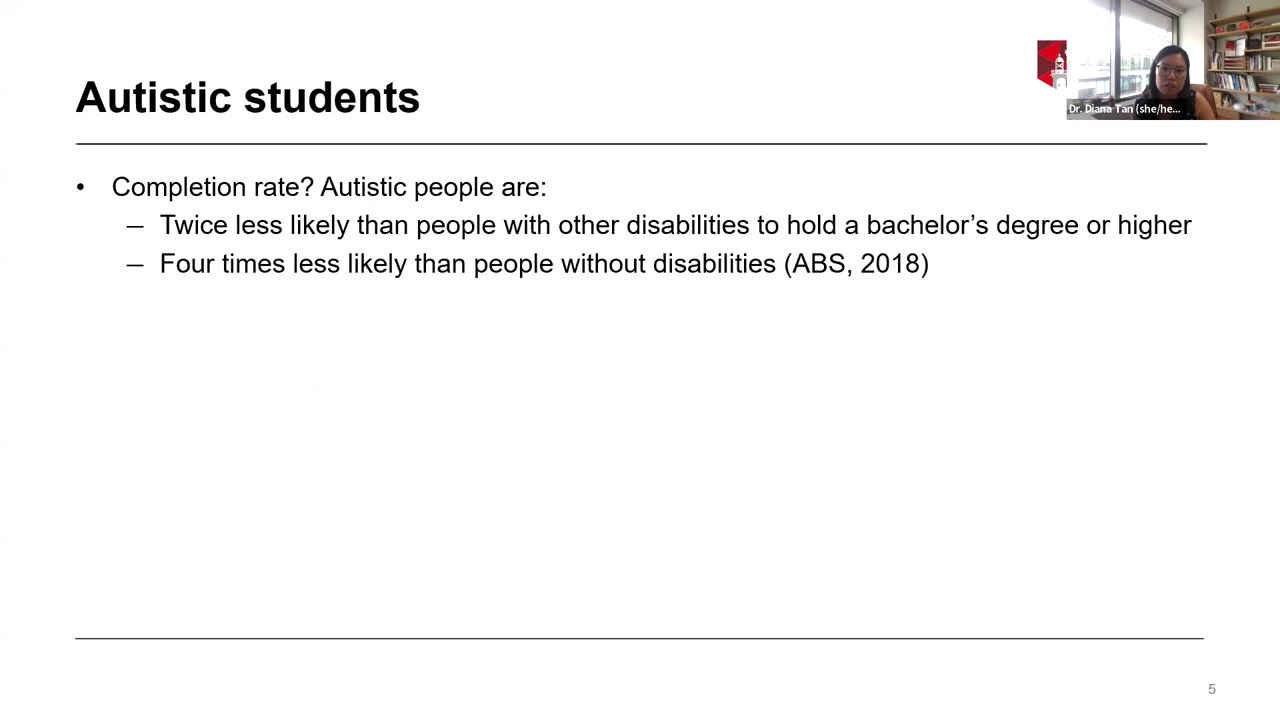 Autistic students
Dr. Diana Tan (she/he...
• Completion rate? Autistic people are:
– Twice less likely than people with other disabilities to hold a bachelor’s degree or higher
– Four times less likely than people without disabilities (ABS, 2018)
5